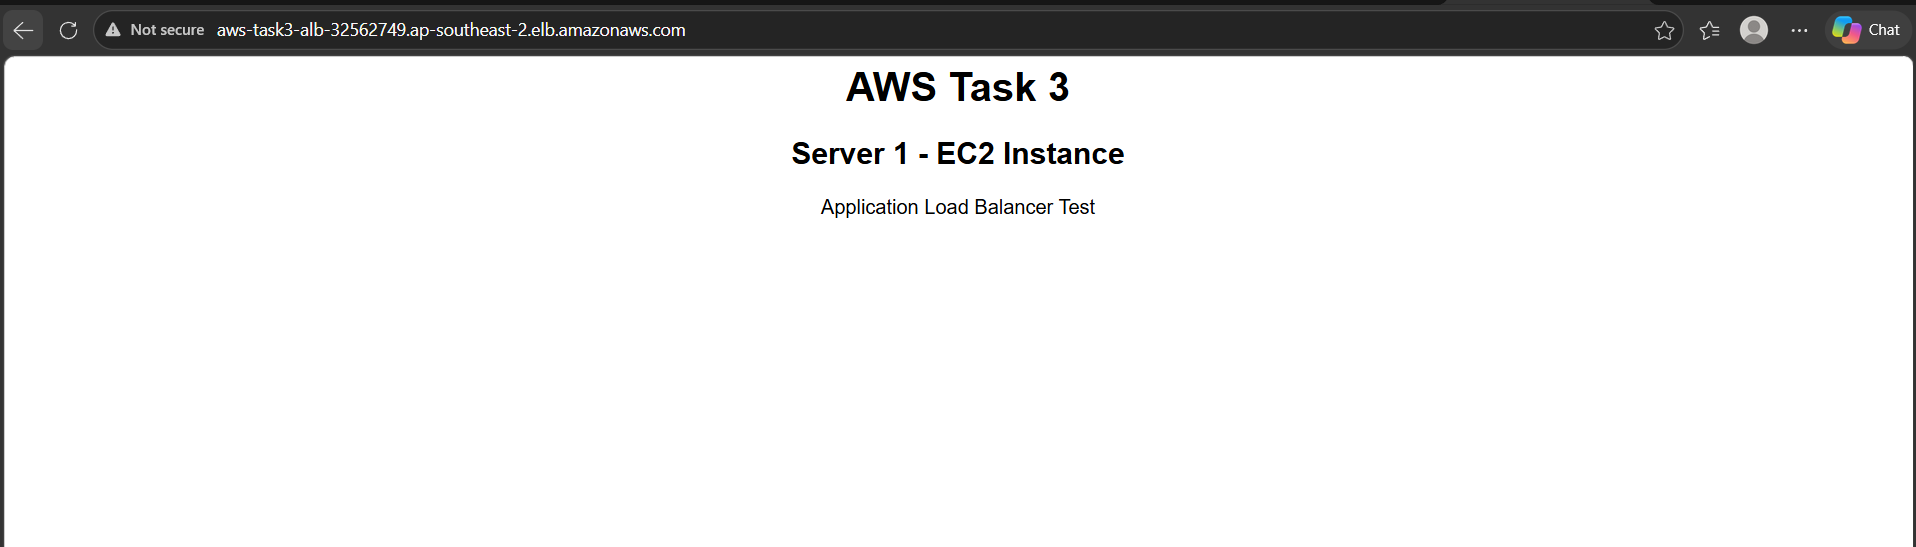 Not secure aws-task3-alb-32562749.ap-southeast-2.elb.amazonaws.com Chat
AWS Task 3
Server 1 - EC2 Instance
Application Load Balancer Test